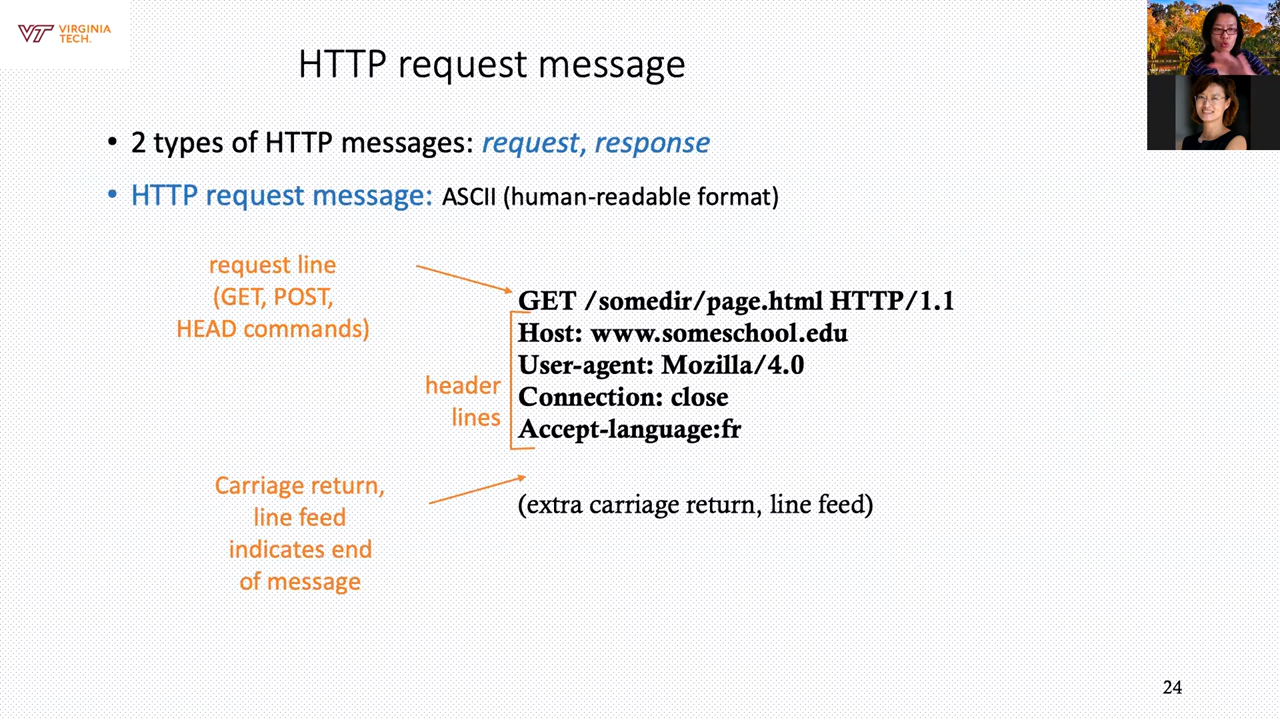 VT VIRGINIA
TECH.
HTTP request message
• 2 types of HTTP messages: request, response
• HTTP request message: ASCII (human-readable format)
request line
(GET, POST,
HEAD commands)
GET /somedir/page.html HTTP/1.1
Host: www.someschool.edu
User-agent: Mozilla/4.0
Connection: close
Accept-language:fr
header
lines
Carriage return,
line feed
indicates end
of message
(extra carriage return, line feed)
24